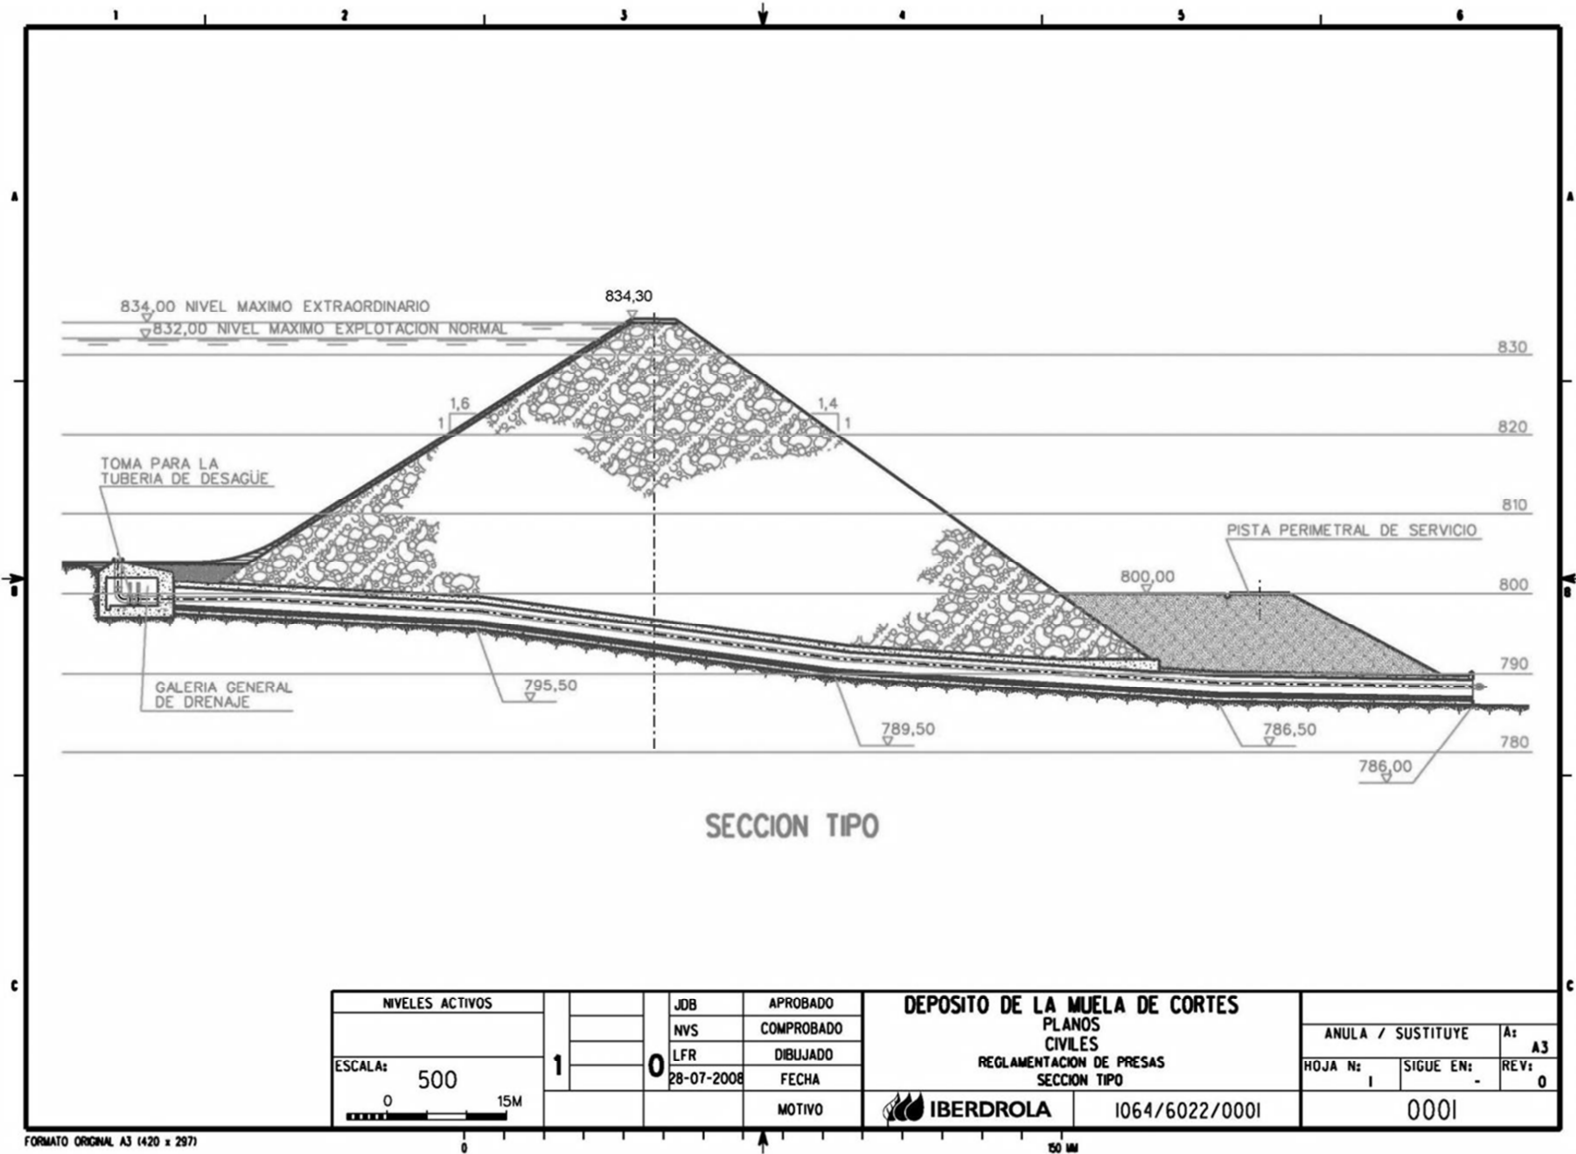 1 2 3 4 5 6
A A
834,30
834,00 NIVEL MAXIMO EXTRAORDINARIO
832,00 NIVEL MAXIMO EXPLOTACION NORMAL
830
1,6 1,4
1 1
820
TOMA PARA LA
TUBERIA DE DESAGÜE
810
PISTA PERIMETRAL DE SERVICIO
800,00
800
B B
790
GALERIA GENERAL
DE DRENAJE
795,50
789,50
786,50
780
786,00
SECCION TIPO
C C
NIVELES ACTIVOS
ESCALA:
500
0 15M
1
0
JDB APROBADO
NVS COMPROBADO
LFR DIBUJADO
28-07-2008 FECHA
MOTIVO
DEPOSITO DE LA MUELA DE CORTES
PLANOS
CIVILES
REGLAMENTACION DE PRESAS
SECCION TIPO
IBERDROLA
1064/6022/0001
ANULA / SUSTITUYE
A:
A3
HOJA N:
1
SIGUE EN:
-
REV:
0
0001
FORMATO ORIGINAL A3 (420 x 297)
0 150 MM